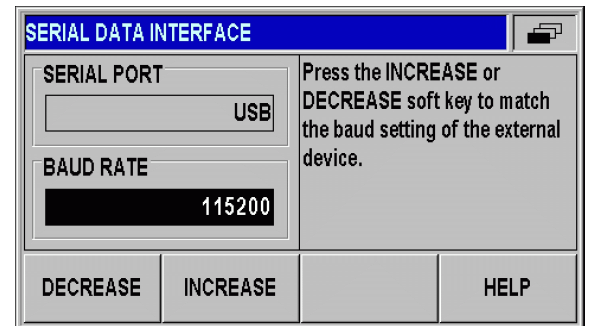 SERIAL DATA INTERFACE
SERIAL PORT
USB
BAUD RATE
115200
Press the INCREASE or
DECREASE soft key to match
the baud setting of the external
device.
DECREASE
INCREASE
HELP